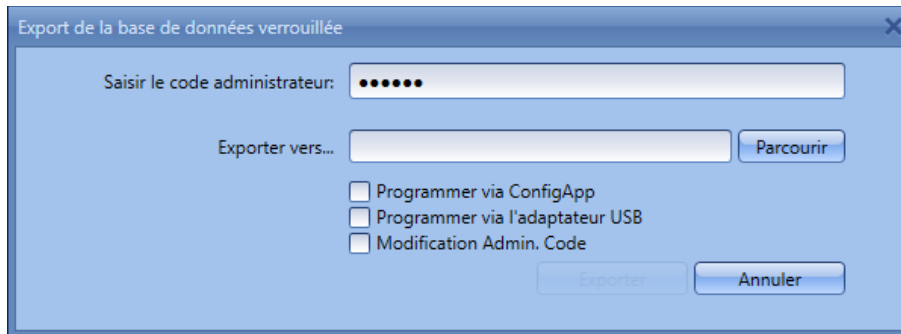 Export de la base de données verrouillée
Saisir le code administrateur: ••••••
Exporter vers... Parcourir
Programmer via ConfigApp
Programmer via l'adaptateur USB
Modification Admin. Code
Exporter Annuler